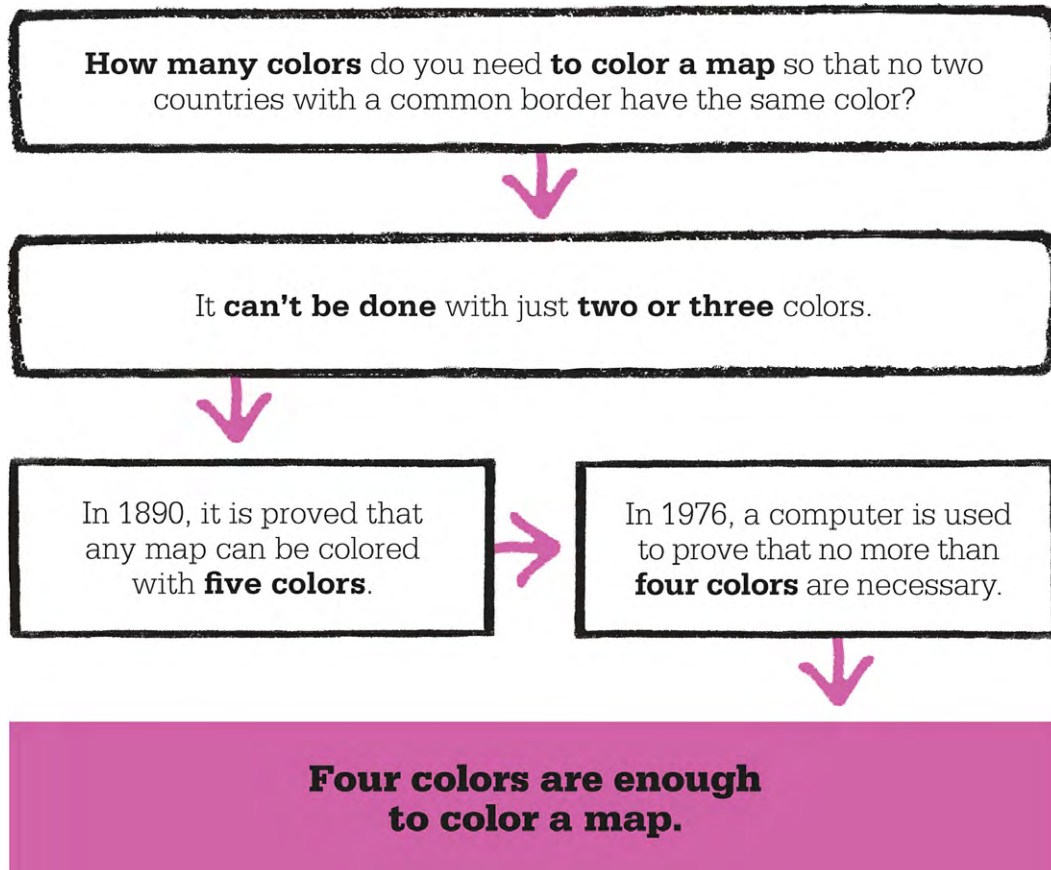 How many colors do you need to color a map so that no two
countries with a common border have the same color?
It can't be done with just two or three colors.
In 1890, it is proved that
any map can be colored
with five colors.
In 1976, a computer is used
to prove that no more than
four colors are necessary.
Four colors are enough
to color a map.